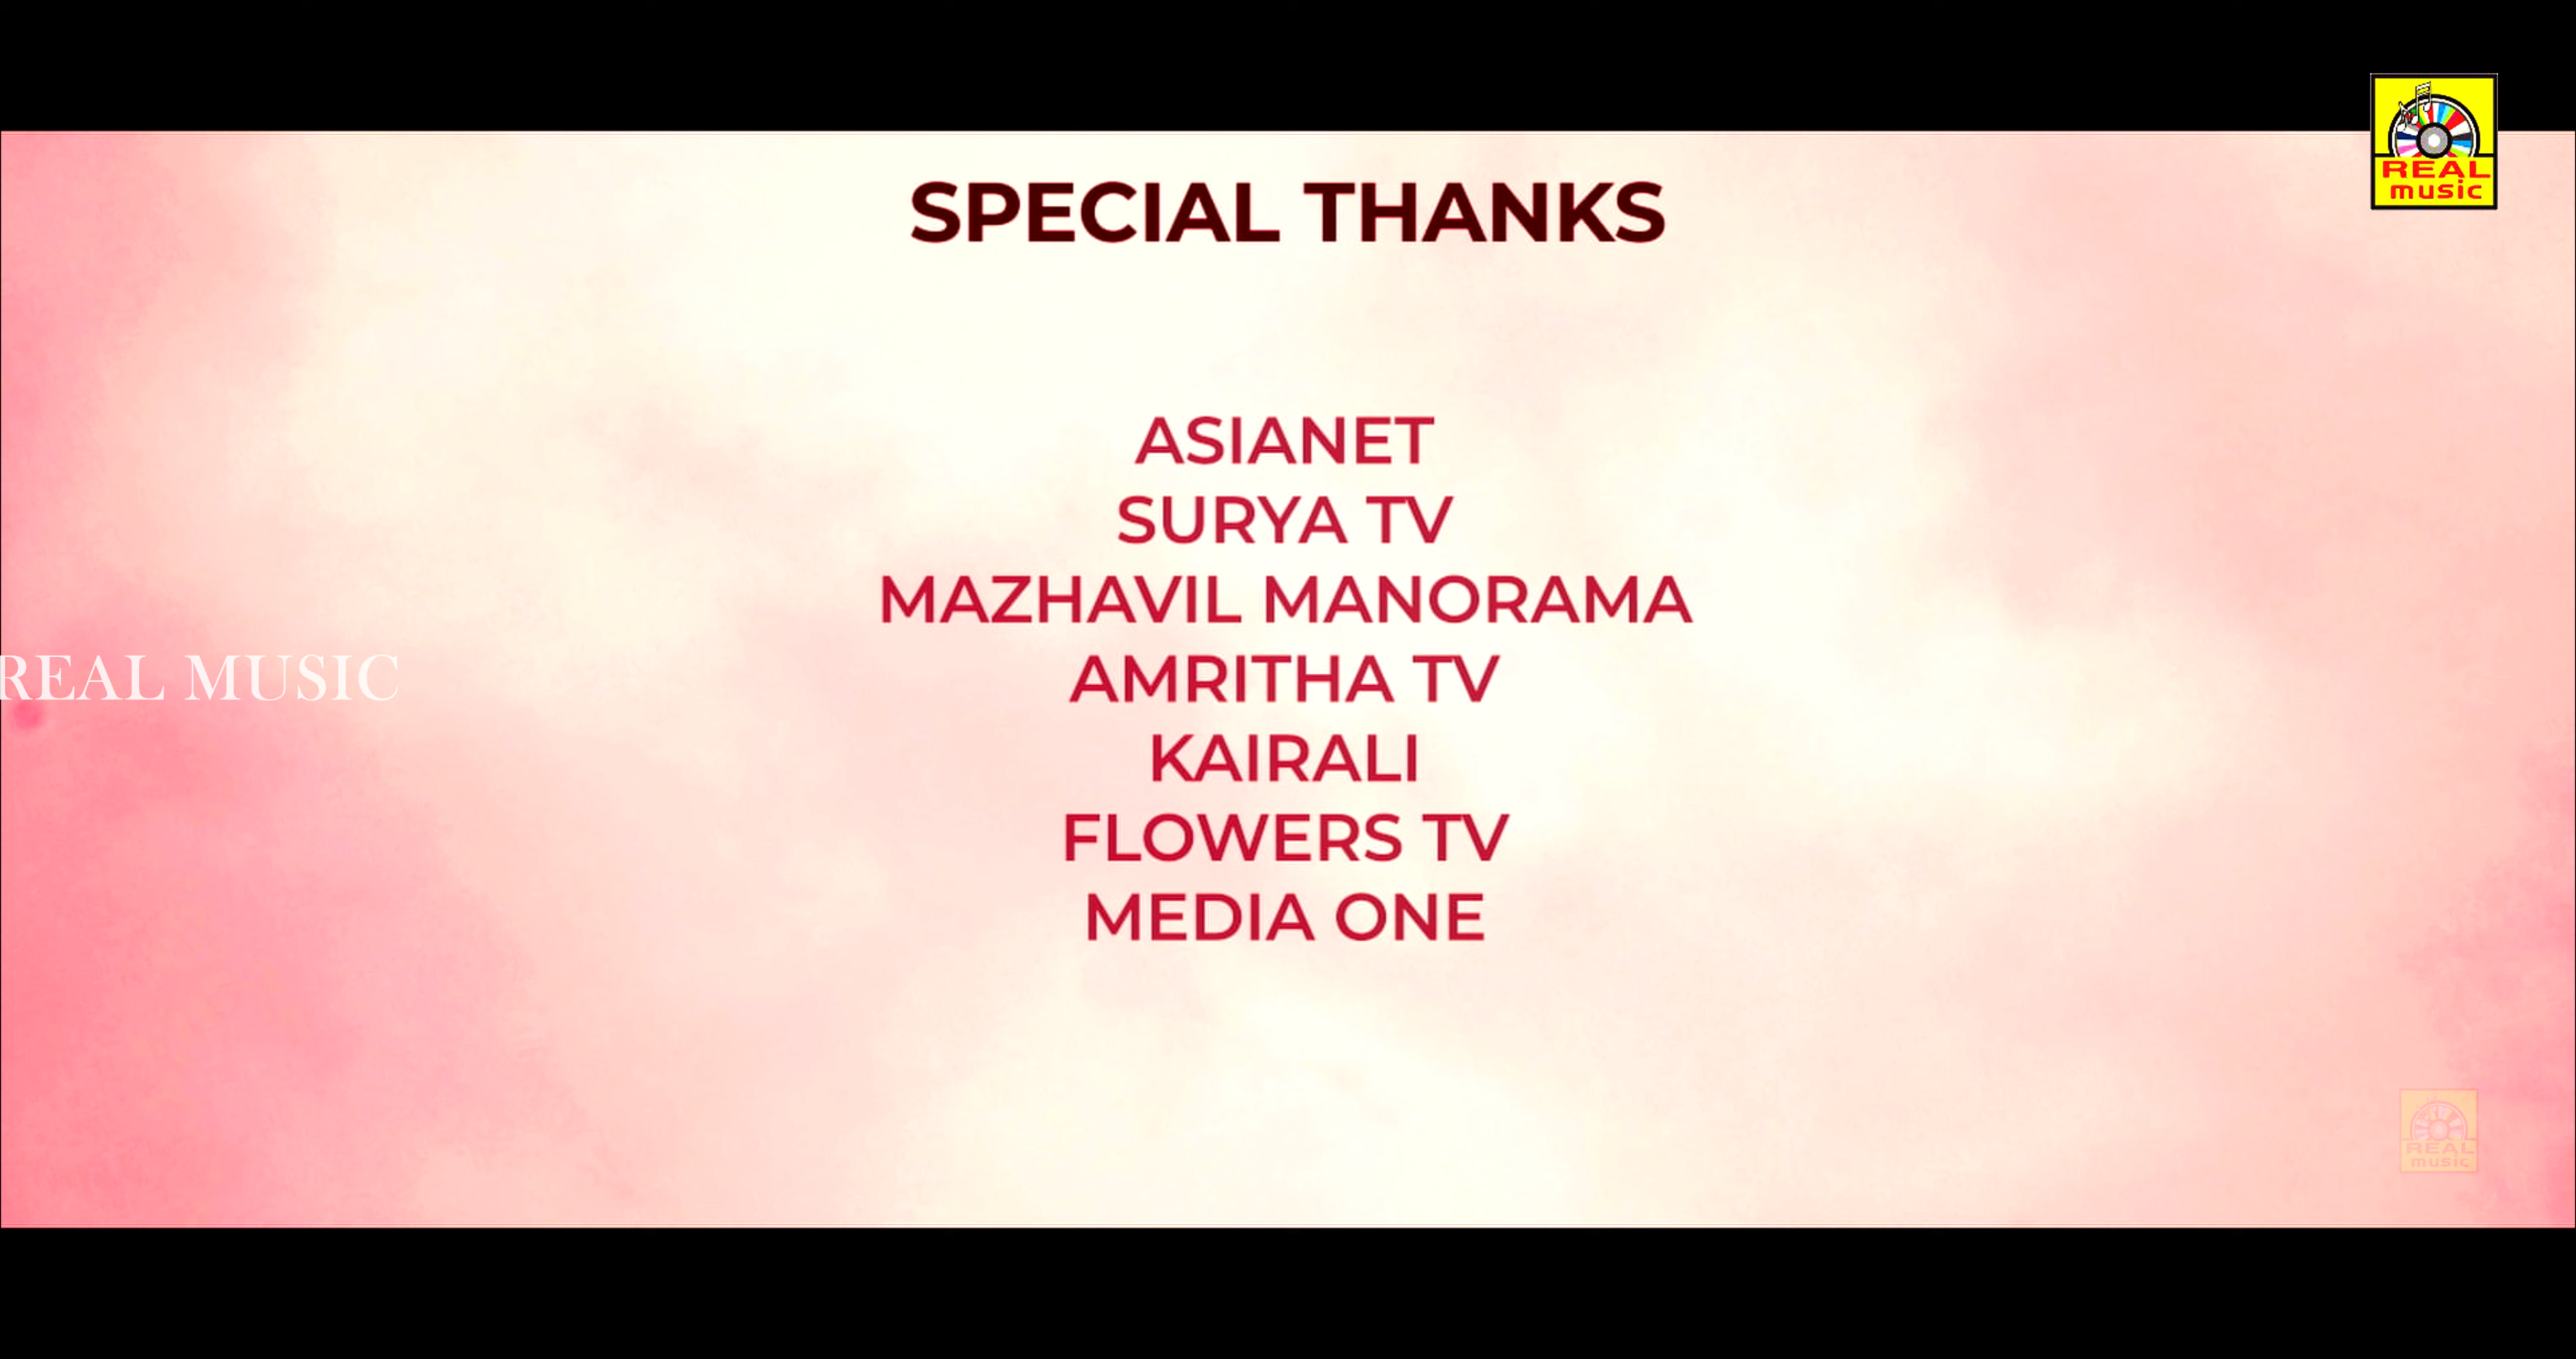 REAL
music
SPECIAL THANKS
ASIANET
SURYA TV
MAZHAVIL MANORAMA
AMRITHA TV
KAIRALI
FLOWERS TV
MEDIA ONE
REAL MUSIC
REAL
music